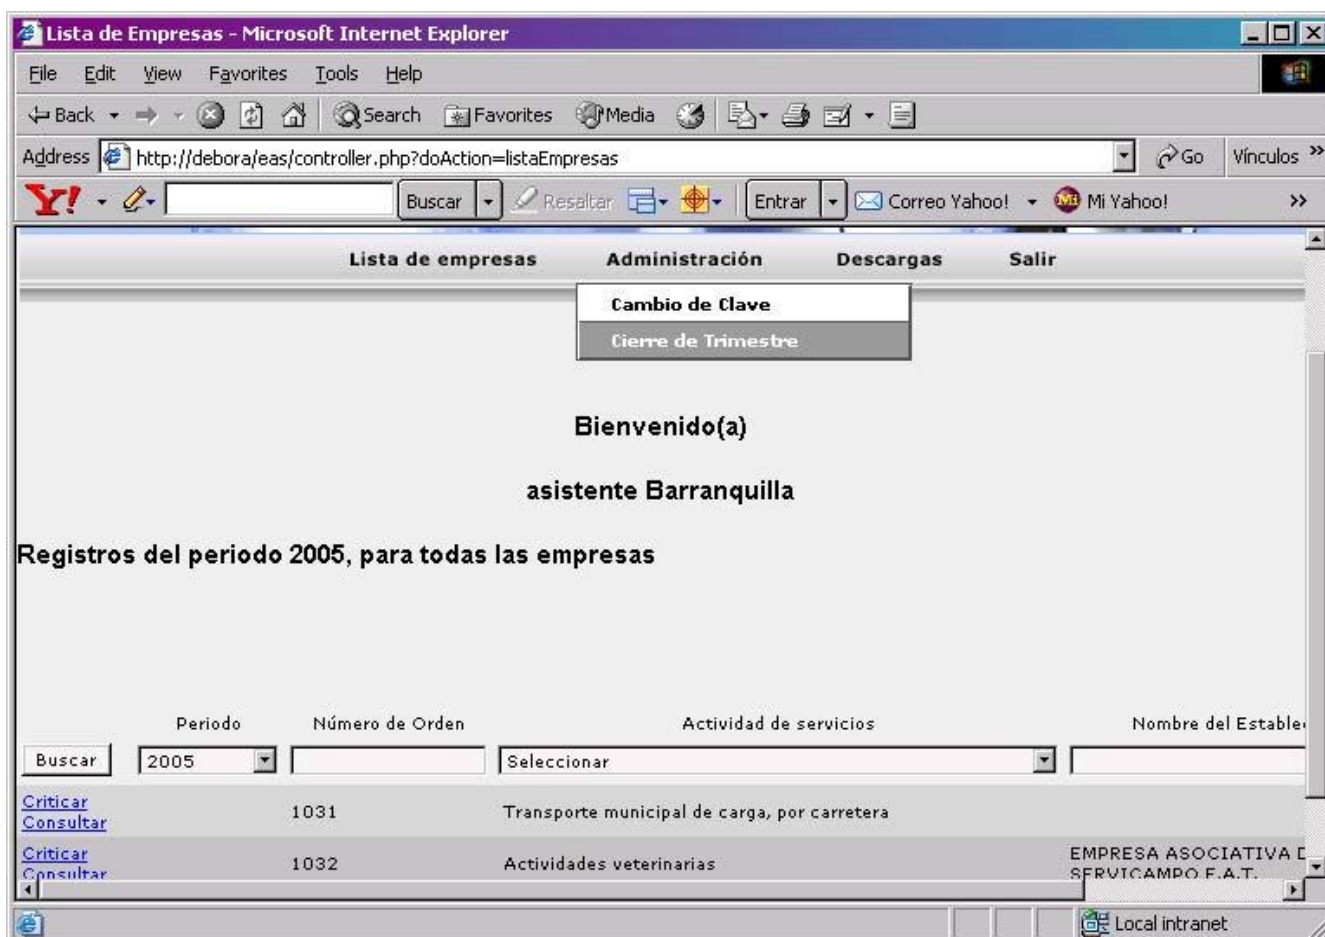 Lista de Empresas - Microsoft Internet Explorer
File Edit View Favorites Tools Help
Back Search Favorites Media
Address http://debora/eas/controller.php?doAction=listaEmpresas Go Vínculos »
Y! Buscar Resaltar Entrar Correo Yahoo! Mi Yahoo! »
Lista de empresas Administración Descargas Salir
Cambio de Clave
Cierre de Trimestre
Bienvenido(a)
asistente Barranquilla
Registros del periodo 2005, para todas las empresas
Periodo Número de Orden Actividad de servicios Nombre del Estable
Buscar 2005 Seleccionar
Criticar
Consultar 1031 Transporte municipal de carga, por carretera
Criticar
Consultar 1032 Actividades veterinarias EMPRESA ASOCIATIVA D
SERVICAMPO E.A.T.
Local intranet